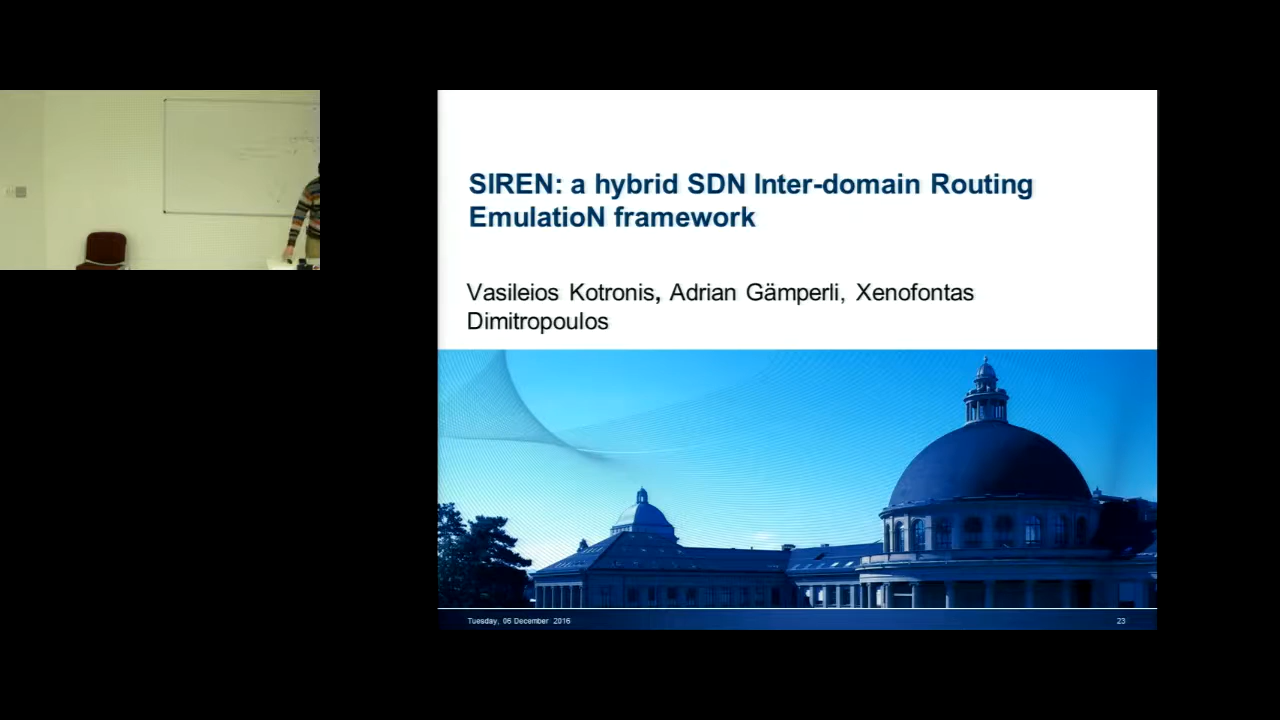 SIREN: a hybrid SDN Inter-domain Routing
EmulatioN framework
Vasileios Kotronis, Adrian Gämperli, Xenofontas
Dimitropoulos
Tuesday, 06 December 2016
23